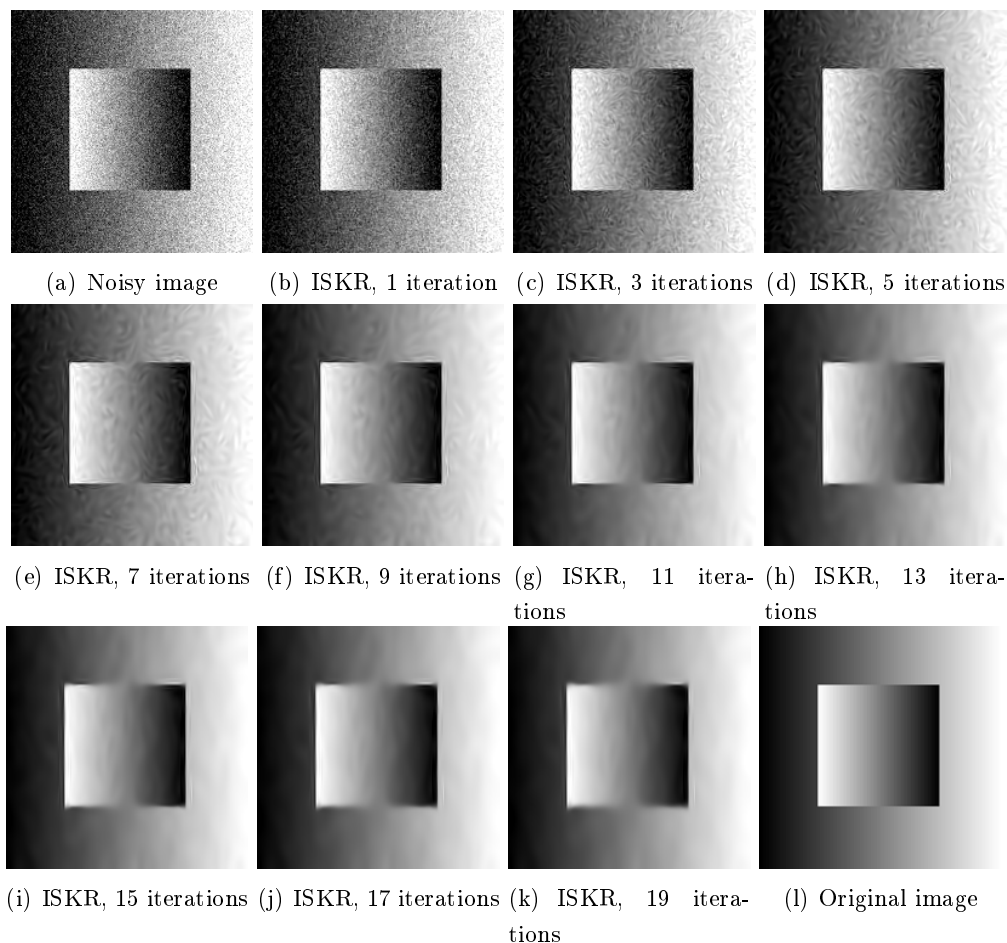 (a) Noisy image
(b) ISKR, 1 iteration
(c) ISKR, 3 iterations
(d) ISKR, 5 iterations
(e) ISKR, 7 iterations
(f) ISKR, 9 iterations
(g) ISKR, 11 itera-
tions
(h) ISKR, 13 itera-
tions
(i) ISKR, 15 iterations
(j) ISKR, 17 iterations
(k) ISKR, 19 itera-
tions
(l) Original image